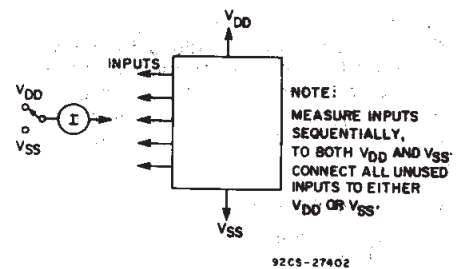 VDD
INPUTS
VDD
I
VSS
NOTE:
MEASURE INPUTS
SEQUENTIALLY,
TO BOTH VDD AND VSS.
CONNECT ALL UNUSED
INPUTS TO EITHER
VDD OR VSS.
VSS
92CS-27402